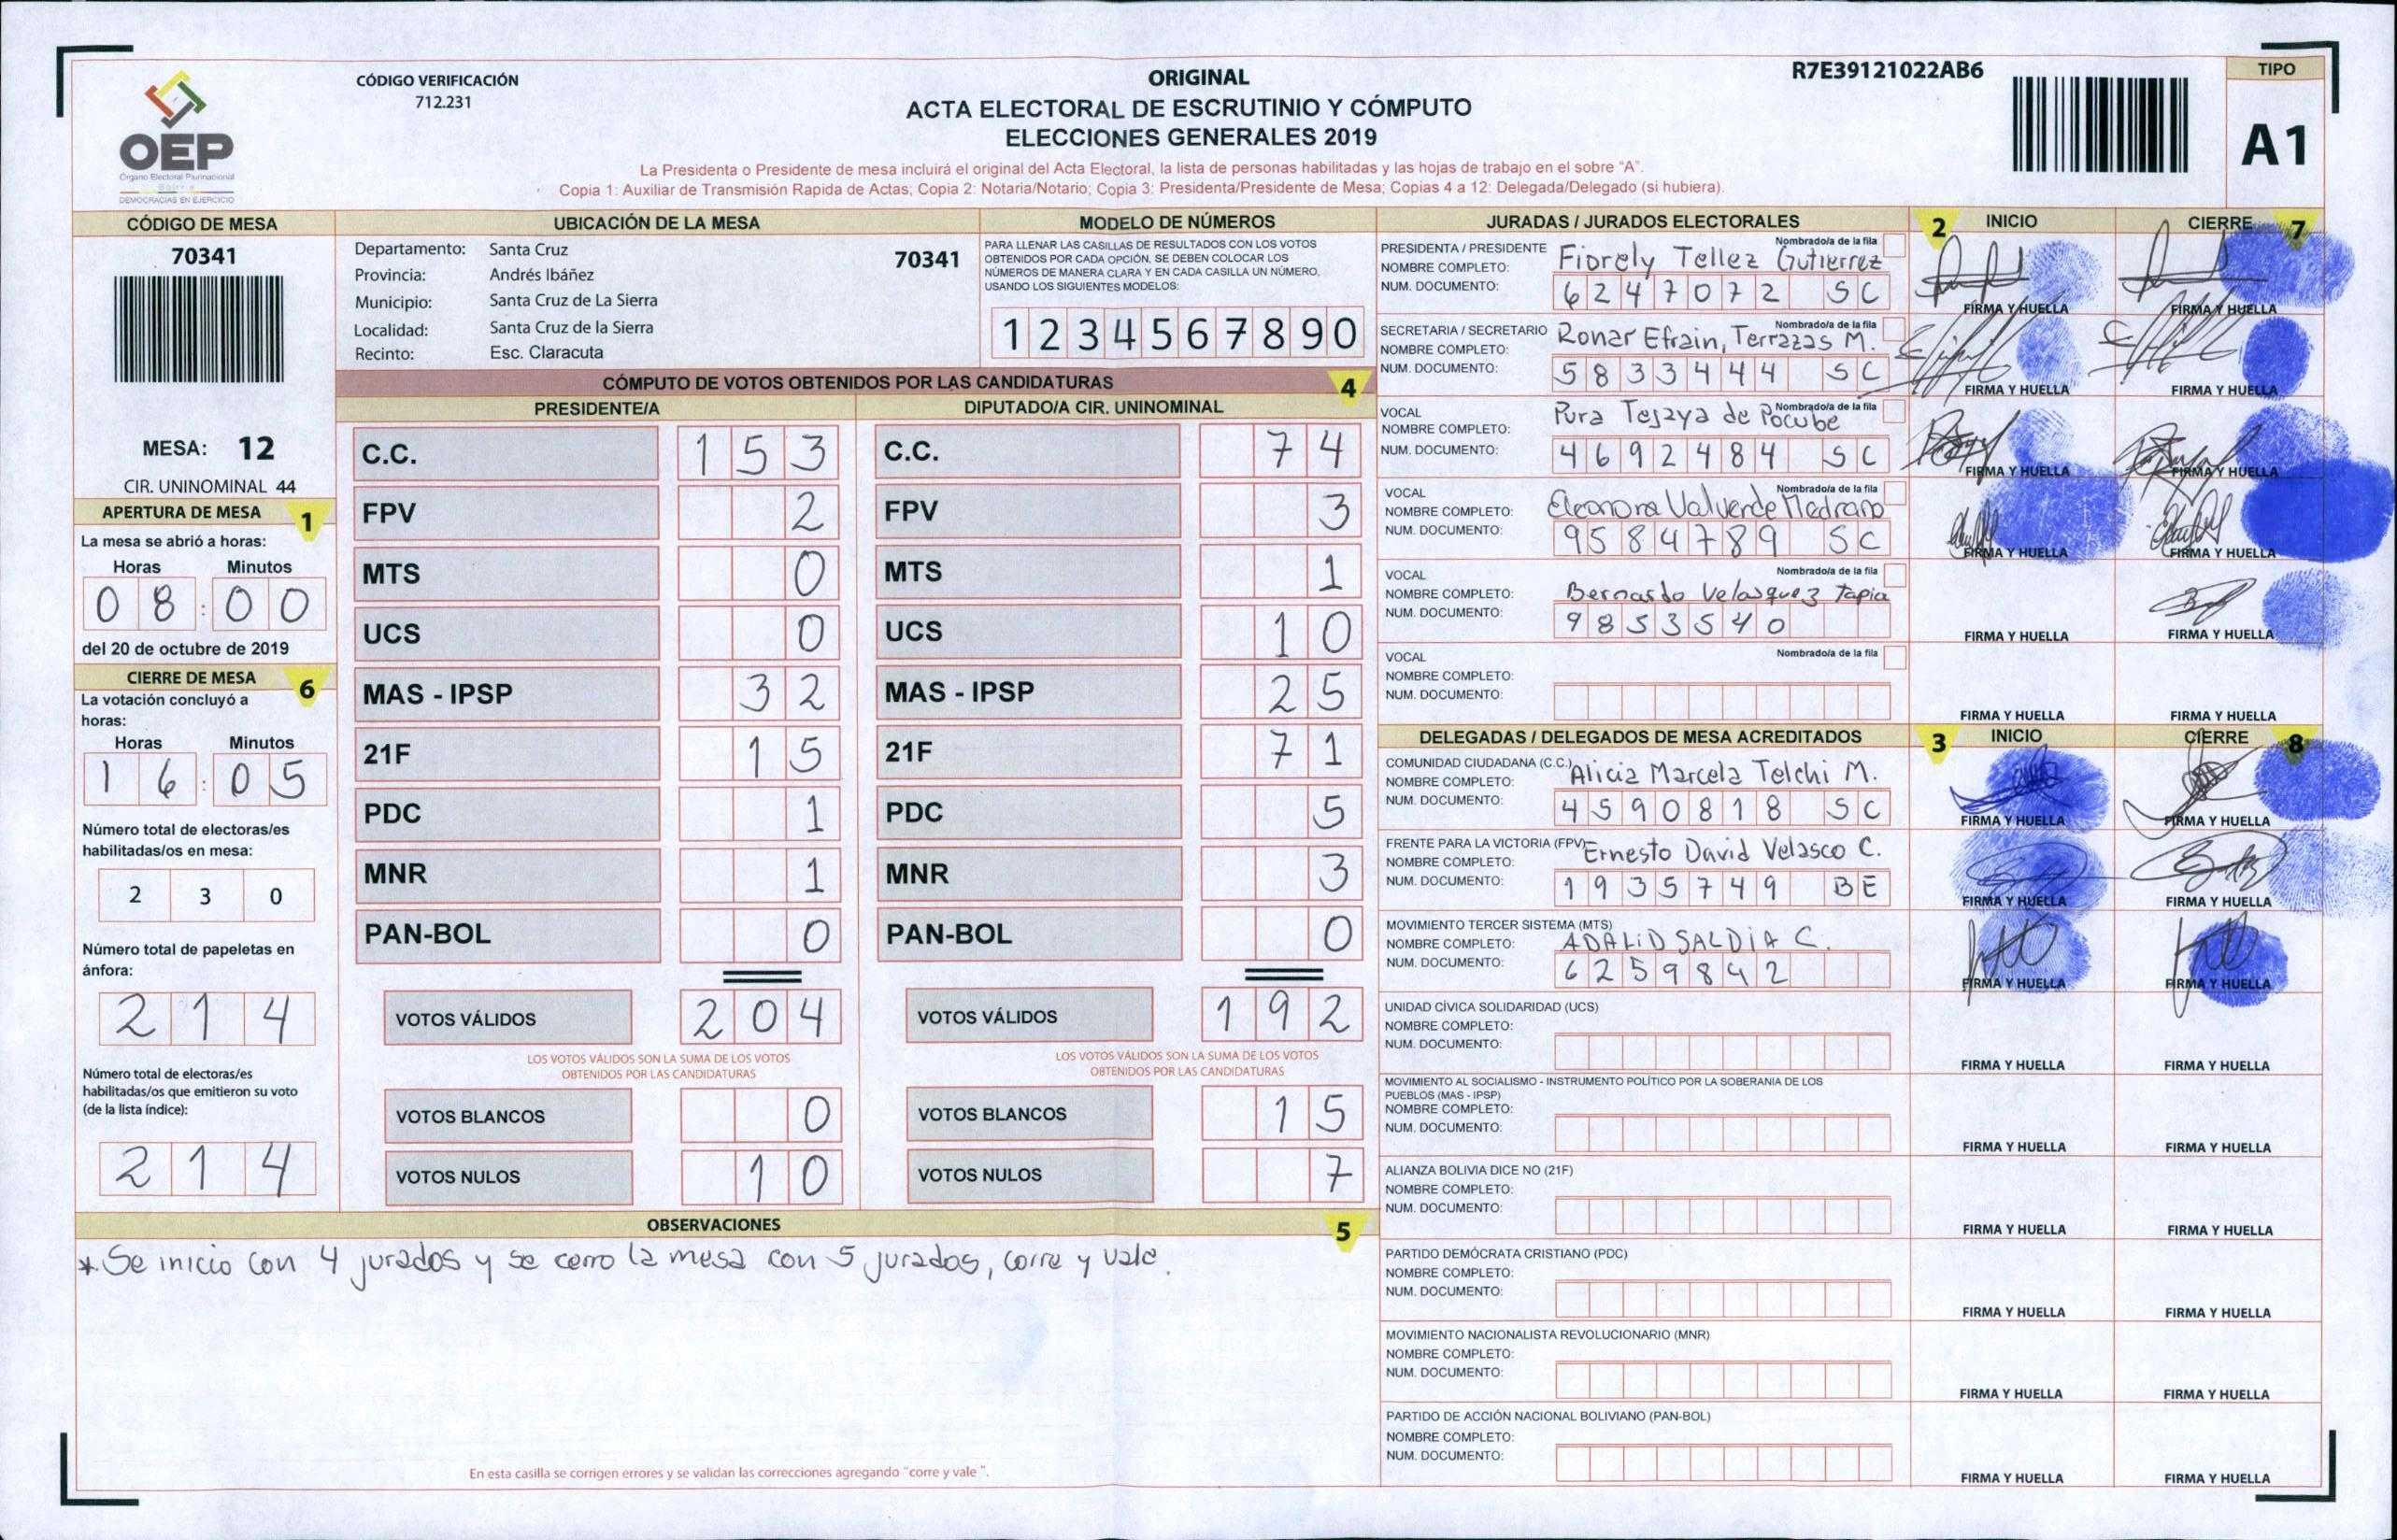 OEP
Órgano Electoral Plurinacional
Bolivia
DEMOCRACIAS EN EJERCICIO
CÓDIGO VERIFICACIÓN
712.231
ORIGINAL
ACTA ELECTORAL DE ESCRUTINIO Y CÓMPUTO
ELECCIONES GENERALES 2019
La Presidenta o Presidente de mesa incluirá el original del Acta Electoral, la lista de personas habilitadas y las hojas de trabajo en el sobre "A".
Copia 1: Auxiliar de Transmisión Rapida de Actas; Copia 2: Notaria/Notario; Copia 3: Presidenta/Presidente de Mesa; Copias 4 a 12: Delegada/Delegado (si hubiera).
R7E39121022AB6
TIPO
A1
CÓDIGO DE MESA
70341
MESA: 12
CIR. UNINOMINAL 44
APERTURA DE MESA 1
La mesa se abrió a horas:
Horas Minutos
08:00
del 20 de octubre de 2019
CIERRE DE MESA 6
La votación concluyó a
horas:
Horas Minutos
16:05
Número total de electoras/es
habilitadas/os en mesa:
2 3 0
Número total de papeletas en
ánfora:
2 1 4
Número total de electoras/es
habilitadas/os que emitieron su voto
(de la lista índice):
2 1 4
UBICACIÓN DE LA MESA
Departamento: Santa Cruz
70341
Provincia: Andrés Ibáñez
Municipio: Santa Cruz de La Sierra
Localidad: Santa Cruz de la Sierra
Recinto: Esc. Claracuta
MODELO DE NÚMEROS
PARA LLENAR LAS CASILLAS DE RESULTADOS CON LOS VOTOS
OBTENIDOS POR CADA OPCIÓN, SE DEBEN COLOCAR LOS
NÚMEROS DE MANERA CLARA Y EN CADA CASILLA UN NÚMERO,
USANDO LOS SIGUIENTES MODELOS:
1 2 3 4 5 6 7 8 9 0
CÓMPUTO DE VOTOS OBTENIDOS POR LAS CANDIDATURAS 4
PRESIDENTE/A
C.C. 1 5 3
FPV 2
MTS 0
UCS 0
MAS - IPSP 3 2
21F 1 5
PDC 1
MNR 1
PAN-BOL 0
VOTOS VÁLIDOS 2 0 4
LOS VOTOS VÁLIDOS SON LA SUMA DE LOS VOTOS
OBTENIDOS POR LAS CANDIDATURAS
VOTOS BLANCOS 0
VOTOS NULOS 1 0
DIPUTADO/A CIR. UNINOMINAL
C.C. 7 4
FPV 3
MTS 1
UCS 1 0
MAS - IPSP 2 5
21F 7 1
PDC 5
MNR 3
PAN-BOL 0
VOTOS VÁLIDOS 1 9 2
LOS VOTOS VÁLIDOS SON LA SUMA DE LOS VOTOS
OBTENIDOS POR LAS CANDIDATURAS
VOTOS BLANCOS 1 5
VOTOS NULOS 7
OBSERVACIONES 5
* Se inicio con 4 jurados y se cerro la mesa con 5 jurados, corre y vale.
En esta casilla se corrigen errores y se validan las correcciones agregando "corre y vale ".
JURADAS / JURADOS ELECTORALES 2 INICIO CIERRE 7
PRESIDENTA / PRESIDENTE Nombrado/a de la fila
NOMBRE COMPLETO: Fiorely Tellez Gutierrez
NUM. DOCUMENTO: 6247072 SC
FIRMA Y HUELLA FIRMA Y HUELLA
SECRETARIA / SECRETARIO Nombrado/a de la fila
NOMBRE COMPLETO: Ronar Efrain, Terrazas M.
NUM. DOCUMENTO: 5833444 SC
FIRMA Y HUELLA FIRMA Y HUELLA
VOCAL Nombrado/a de la fila
NOMBRE COMPLETO: Pura Tejaya de Pocube
NUM. DOCUMENTO: 4692484 SC
FIRMA Y HUELLA FIRMA Y HUELLA
VOCAL Nombrado/a de la fila
NOMBRE COMPLETO: Eleonora Valverde Medrano
NUM. DOCUMENTO: 9584789 SC
FIRMA Y HUELLA FIRMA Y HUELLA
VOCAL Nombrado/a de la fila
NOMBRE COMPLETO: Bernardo Velasquez Tapia
NUM. DOCUMENTO: 9853540
FIRMA Y HUELLA FIRMA Y HUELLA
VOCAL Nombrado/a de la fila
NOMBRE COMPLETO:
NUM. DOCUMENTO:
FIRMA Y HUELLA FIRMA Y HUELLA
DELEGADAS / DELEGADOS DE MESA ACREDITADOS 3 INICIO CIERRE 8
COMUNIDAD CIUDADANA (C.C.)
NOMBRE COMPLETO: Alicia Marcela Telchi M.
NUM. DOCUMENTO: 4590818 SC
FIRMA Y HUELLA FIRMA Y HUELLA
FRENTE PARA LA VICTORIA (FPV)
NOMBRE COMPLETO: Ernesto David Velasco C.
NUM. DOCUMENTO: 1935749 BE
FIRMA Y HUELLA FIRMA Y HUELLA
MOVIMIENTO TERCER SISTEMA (MTS)
NOMBRE COMPLETO: ADALiD SALDiA C.
NUM. DOCUMENTO: 6259842
FIRMA Y HUELLA FIRMA Y HUELLA
UNIDAD CÍVICA SOLIDARIDAD (UCS)
NOMBRE COMPLETO:
NUM. DOCUMENTO:
FIRMA Y HUELLA FIRMA Y HUELLA
MOVIMIENTO AL SOCIALISMO - INSTRUMENTO POLÍTICO POR LA SOBERANIA DE LOS
PUEBLOS (MAS - IPSP)
NOMBRE COMPLETO:
NUM. DOCUMENTO:
FIRMA Y HUELLA FIRMA Y HUELLA
ALIANZA BOLIVIA DICE NO (21F)
NOMBRE COMPLETO:
NUM. DOCUMENTO:
FIRMA Y HUELLA FIRMA Y HUELLA
PARTIDO DEMÓCRATA CRISTIANO (PDC)
NOMBRE COMPLETO:
NUM. DOCUMENTO:
FIRMA Y HUELLA FIRMA Y HUELLA
MOVIMIENTO NACIONALISTA REVOLUCIONARIO (MNR)
NOMBRE COMPLETO:
NUM. DOCUMENTO:
FIRMA Y HUELLA FIRMA Y HUELLA
PARTIDO DE ACCIÓN NACIONAL BOLIVIANO (PAN-BOL)
NOMBRE COMPLETO:
NUM. DOCUMENTO:
FIRMA Y HUELLA FIRMA Y HUELLA